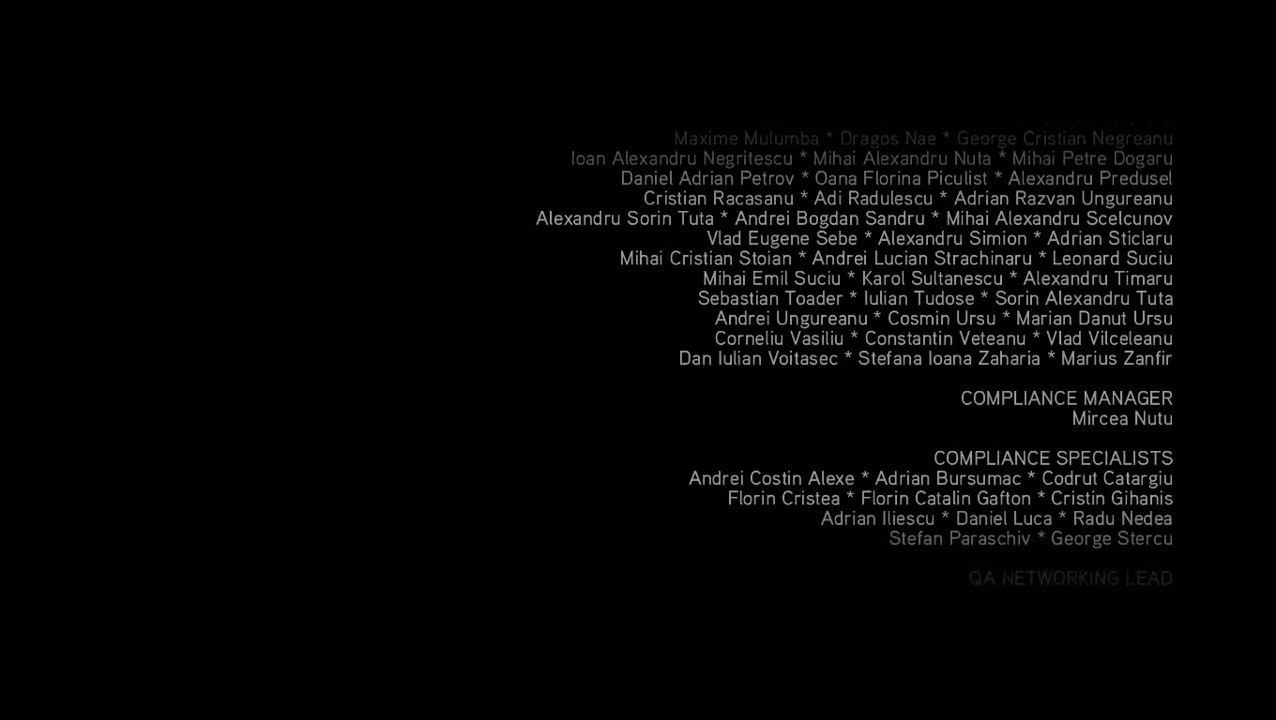 Maxime Mulumba * Dragos Nae * George Cristian Negreanu
Ioan Alexandru Negritescu * Mihai Alexandru Nuta * Mihai Petre Dogaru
Daniel Adrian Petrov * Oana Florina Piculist * Alexandru Predusel
Cristian Racasanu * Adi Radulescu * Adrian Razvan Ungureanu
Alexandru Sorin Tuta * Andrei Bogdan Sandru * Mihai Alexandru Scelcunov
Vlad Eugene Sebe * Alexandru Simion * Adrian Sticlaru
Mihai Cristian Stoian * Andrei Lucian Strachinaru * Leonard Suciu
Mihai Emil Suciu * Karol Sultanescu * Alexandru Timaru
Sebastian Toader * Iulian Tudose * Sorin Alexandru Tuta
Andrei Ungureanu * Cosmin Ursu * Marian Danut Ursu
Corneliu Vasiliu * Constantin Veteanu * Vlad Vilceleanu
Dan Iulian Voitasec * Stefana Ioana Zaharia * Marius Zanfir
COMPLIANCE MANAGER
Mircea Nutu
COMPLIANCE SPECIALISTS
Andrei Costin Alexe * Adrian Bursumac * Codrut Catargiu
Florin Cristea * Florin Catalin Gafton * Cristin Gihanis
Adrian Iliescu * Daniel Luca * Radu Nedea
Stefan Paraschiv * George Stercu
QA NETWORKING LEAD